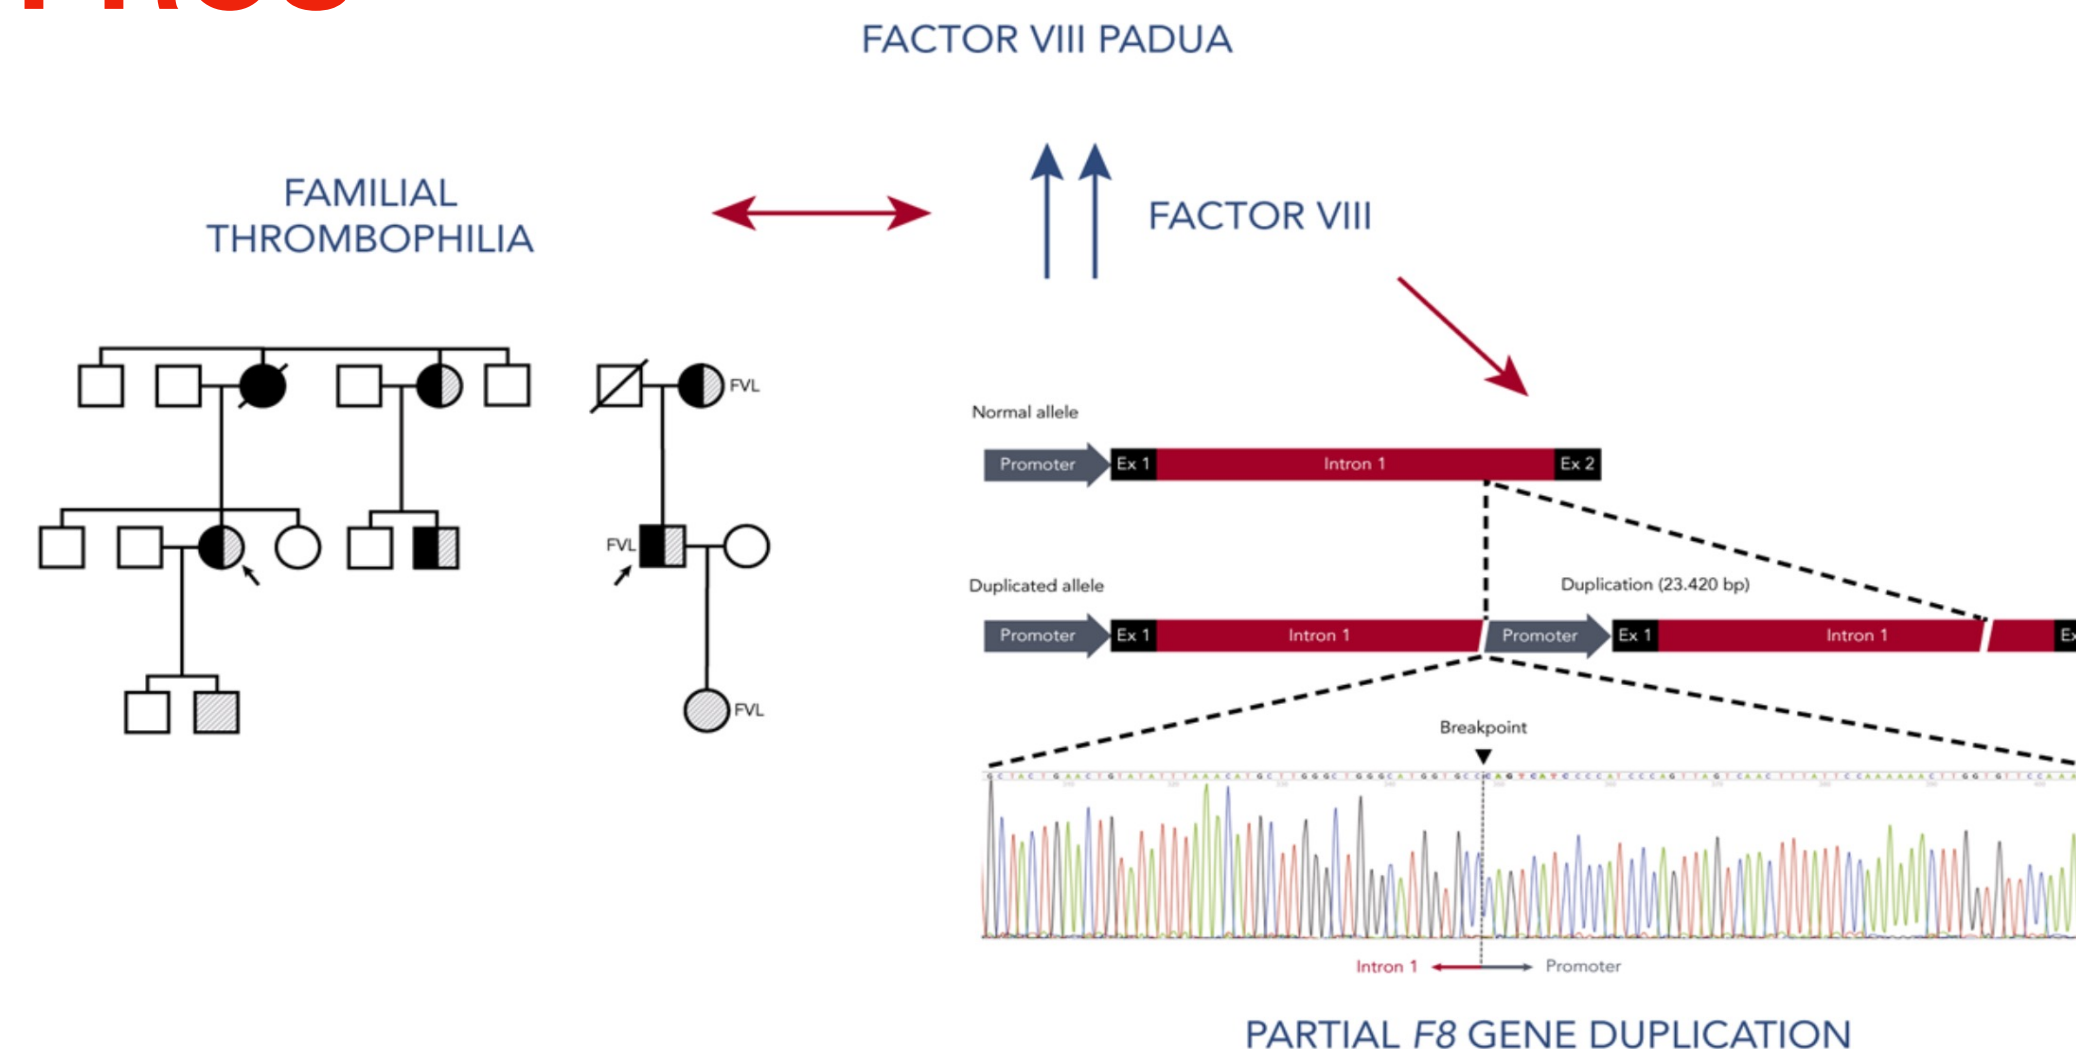 FACTOR VIII PADUA
FAMILIAL
THROMBOPHILIA
FACTOR VIII
FVL
FVL
FVL
Normal allele
Promoter Ex 1 Intron 1 Ex 2
Duplicated allele
Duplication (23.420 bp)
Promoter Ex 1 Intron 1 Promoter Ex 1 Intron 1 Ex
Breakpoint
Intron 1 Promoter
PARTIAL F8 GENE DUPLICATION